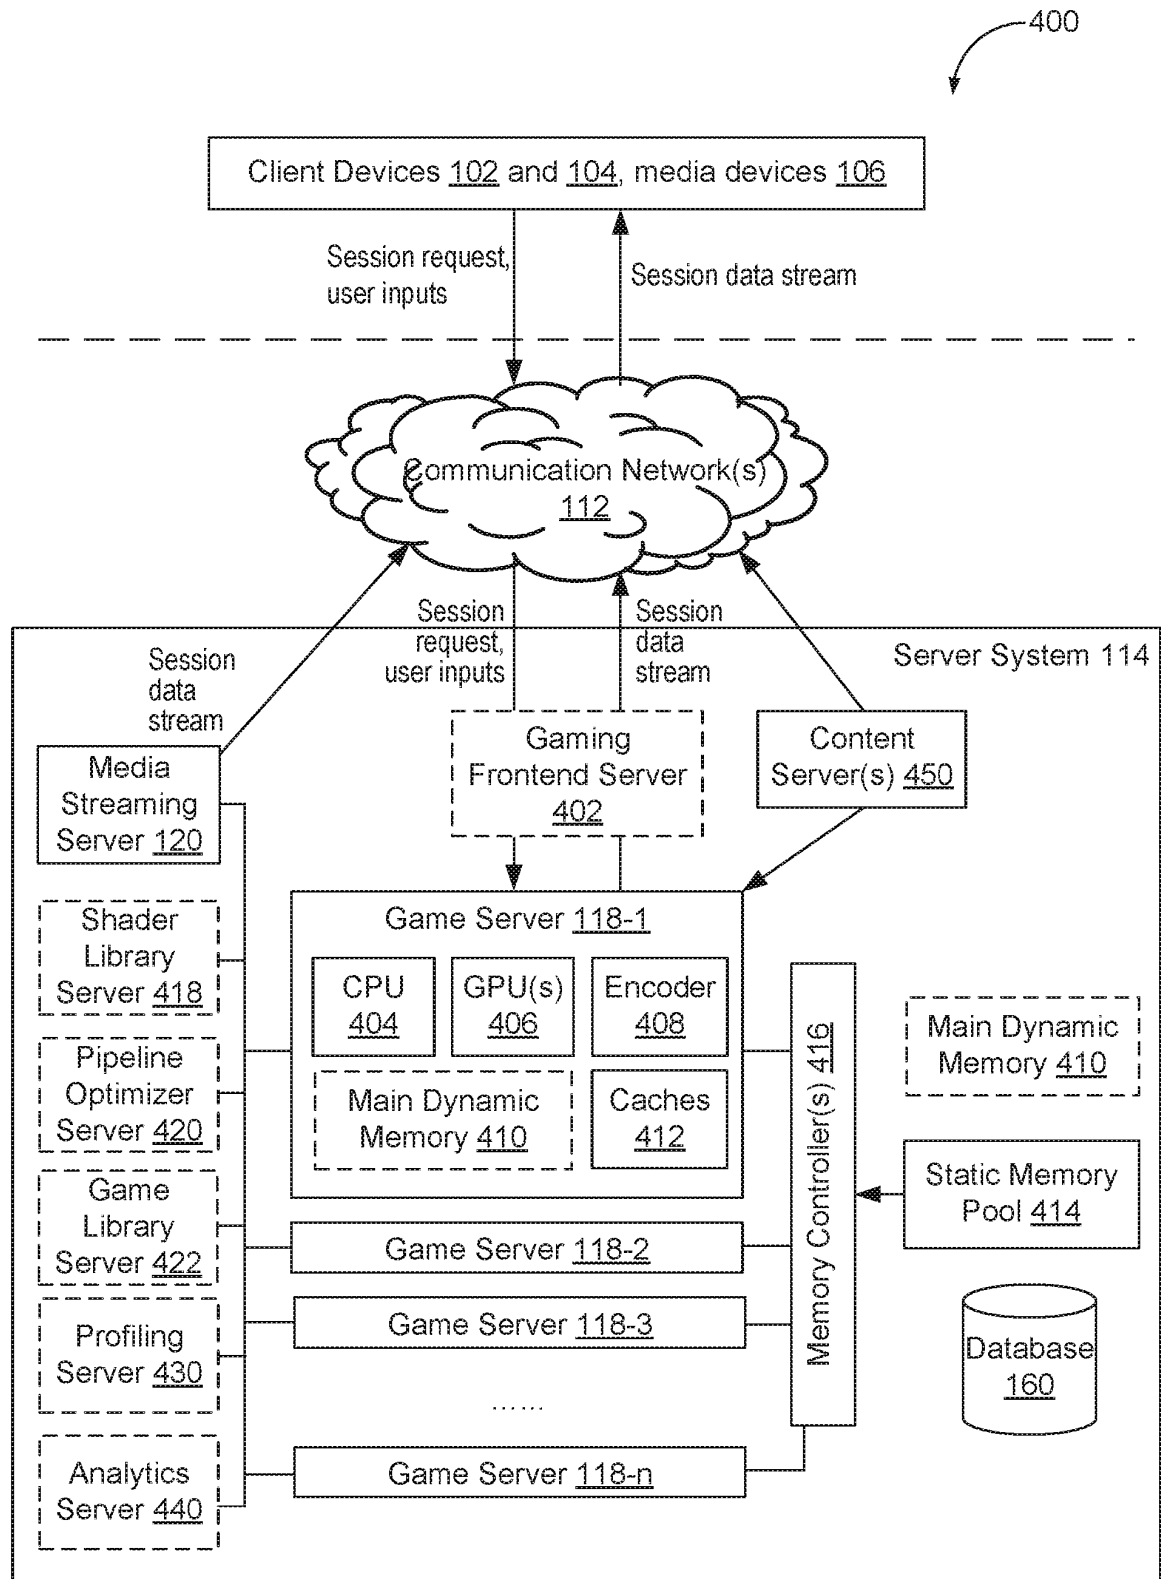 400
Client Devices 102 and 104, media devices 106
Session request,
user inputs
Session data stream
Communication Network(s)
112
Session
request,
user inputs
Session
data
stream
Session
data
stream
Server System 114
Media
Streaming
Server 120
Gaming
Frontend Server
402
Content
Server(s) 450
Shader
Library
Server 418
Pipeline
Optimizer
Server 420
Game
Library
Server 422
Profiling
Server 430
Analytics
Server 440
Game Server 118-1
CPU
404
GPU(s)
406
Encoder
408
Main Dynamic
Memory 410
Caches
412
Game Server 118-2
Game Server 118-3
......
Game Server 118-n
Memory Controller(s) 416
Main Dynamic
Memory 410
Static Memory
Pool 414
Database
160